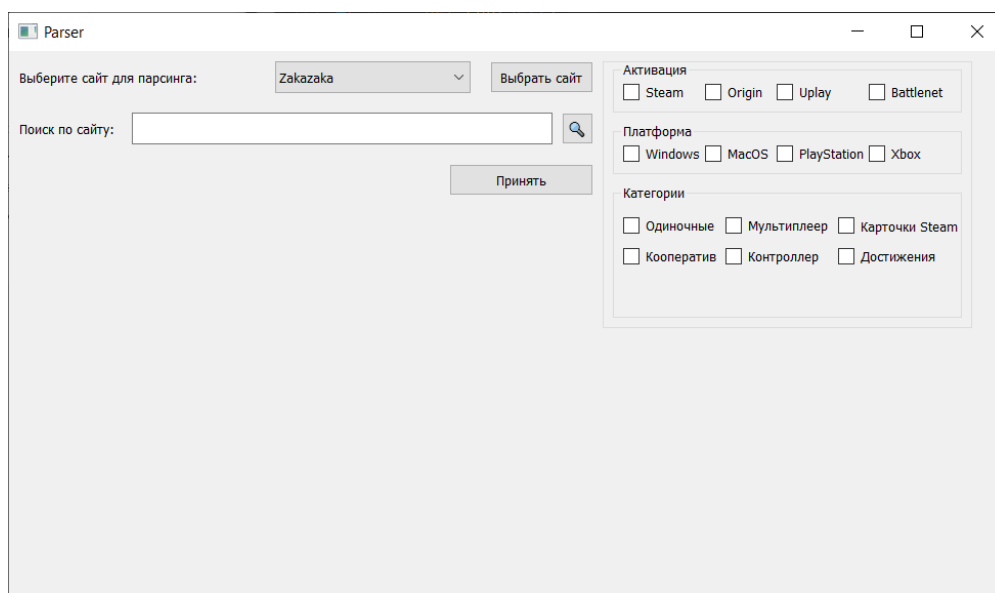 Parser
Выберите сайт для парсинга:
Zakazaka
Выбрать сайт
Поиск по сайту:
Принять
Активация
Steam Origin Uplay Battlenet
Платформа
Windows MacOS PlayStation Xbox
Категории
Одиночные Мультиплеер Карточки Steam
Кооператив Контроллер Достижения